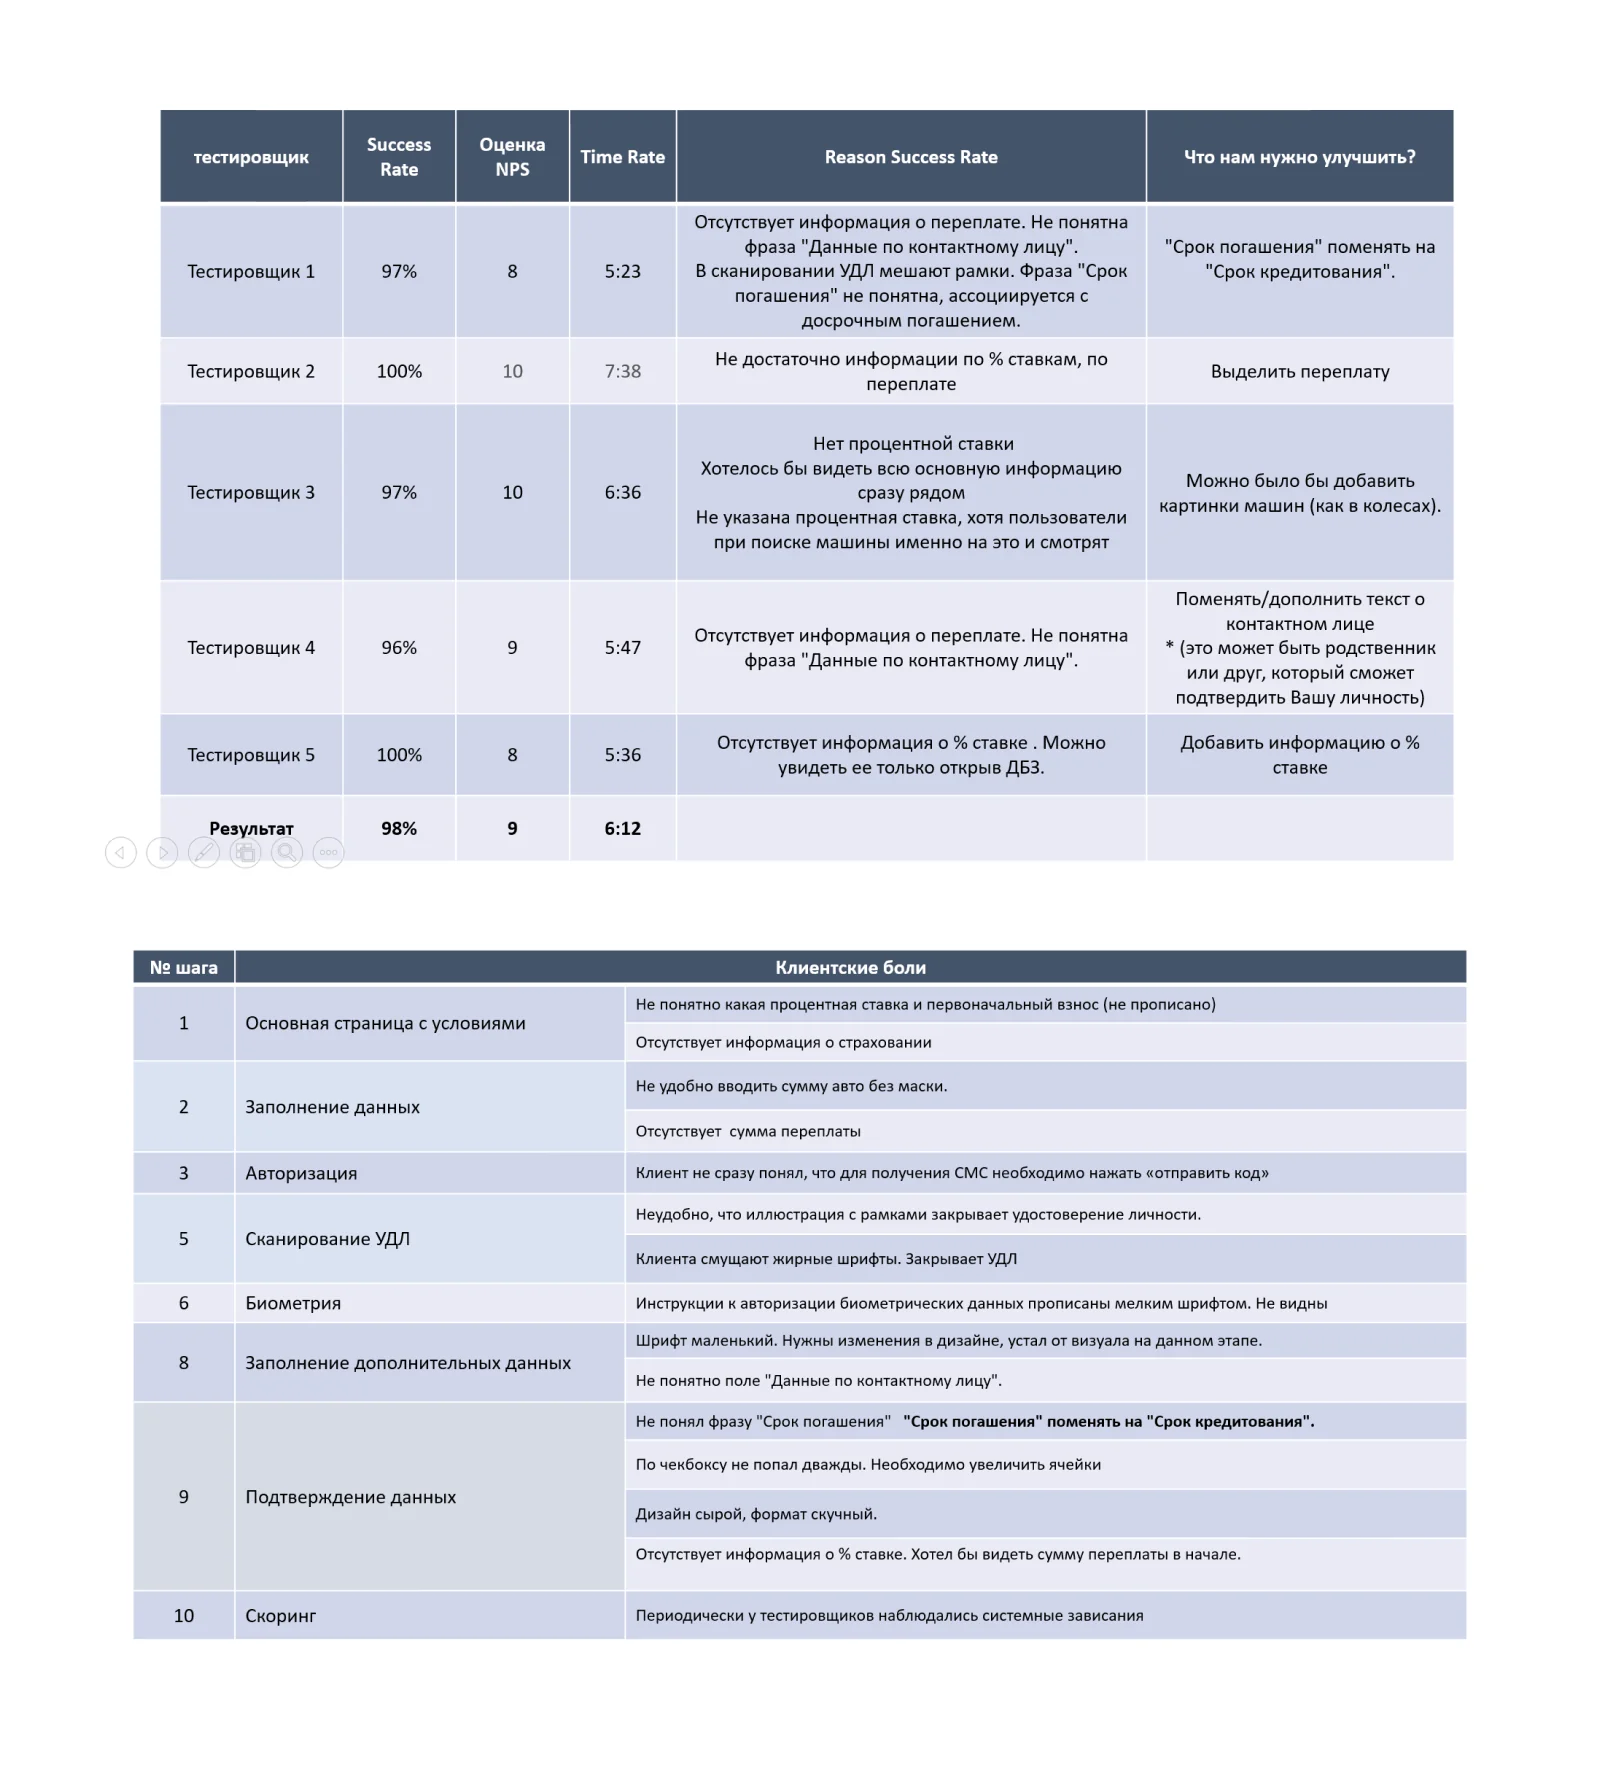 тестировщик
Success
Rate
Оценка
NPS
Time Rate
Reason Success Rate
Что нам нужно улучшить?
Тестировщик 1
97%
8
5:23
Отсутствует информация о переплате. Не понятна
фраза "Данные по контактному лицу".
В сканировании УДЛ мешают рамки. Фраза "Срок
погашения" не понятна, ассоциируется с
досрочным погашением.
"Срок погашения" поменять на
"Срок кредитования".
Тестировщик 2
100%
10
7:38
Не достаточно информации по % ставкам, по
переплате
Выделить переплату
Тестировщик 3
97%
10
6:36
Нет процентной ставки
Хотелось бы видеть всю основную информацию
сразу рядом
Не указана процентная ставка, хотя пользователи
при поиске машины именно на это и смотрят
Можно было бы добавить
картинки машин (как в колесах).
Тестировщик 4
96%
9
5:47
Отсутствует информация о переплате. Не понятна
фраза "Данные по контактному лицу".
Поменять/дополнить текст о
контактном лице
* (это может быть родственник
или друг, который сможет
подтвердить Вашу личность)
Тестировщик 5
100%
8
5:36
Отсутствует информация о % ставке . Можно
увидеть ее только открыв ДБЗ.
Добавить информацию о %
ставке
Результат
98%
9
6:12
№ шага
Клиентские боли
1
Основная страница с условиями
Не понятно какая процентная ставка и первоначальный взнос (не прописано)
Отсутствует информация о страховании
2
Заполнение данных
Не удобно вводить сумму авто без маски.
Отсутствует  сумма переплаты
3
Авторизация
Клиент не сразу понял, что для получения СМС необходимо нажать «отправить код»
5
Сканирование УДЛ
Неудобно, что иллюстрация с рамками закрывает удостоверение личности.
Клиента смущают жирные шрифты. Закрывает УДЛ
6
Биометрия
Инструкции к авторизации биометрических данных прописаны мелким шрифтом. Не видны
8
Заполнение дополнительных данных
Шрифт маленький. Нужны изменения в дизайне, устал от визуала на данном этапе.
Не понятно поле "Данные по контактному лицу".
9
Подтверждение данных
Не понял фразу "Срок погашения"   "Срок погашения" поменять на "Срок кредитования".
По чекбоксу не попал дважды. Необходимо увеличить ячейки
Дизайн сырой, формат скучный.
Отсутствует информация о % ставке. Хотел бы видеть сумму переплаты в начале.
10
Скоринг
Периодически у тестировщиков наблюдались системные зависания